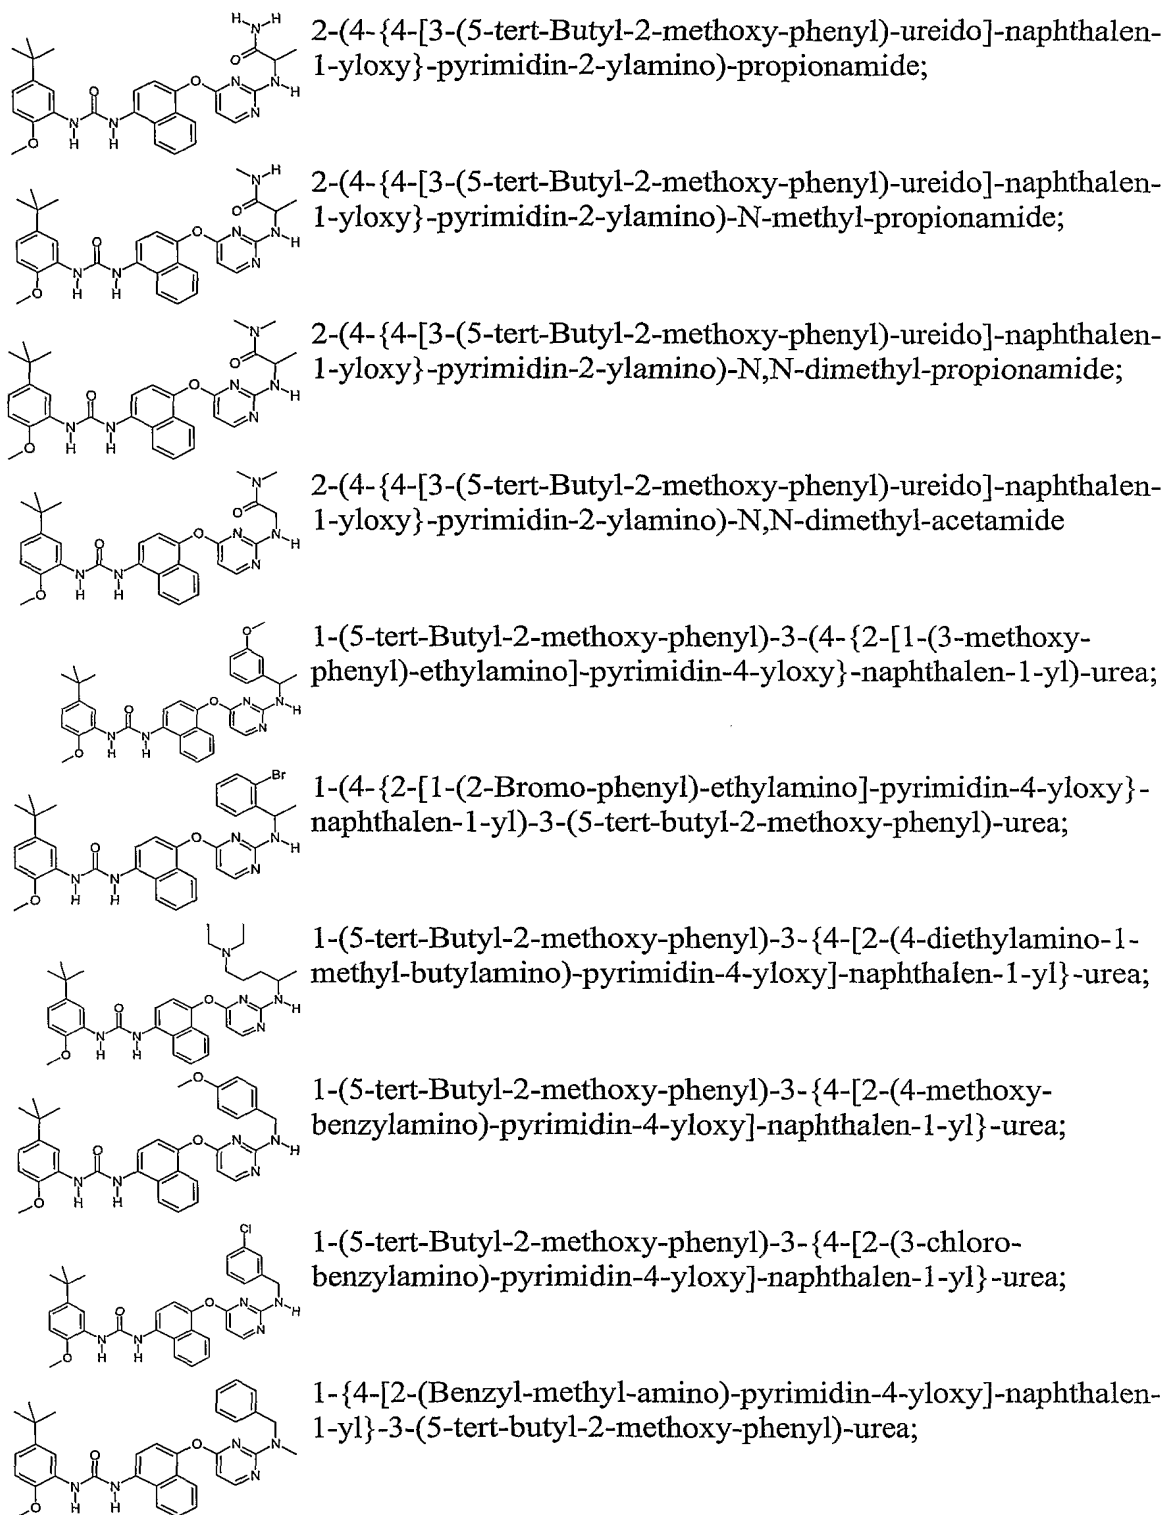 2-(4-{4-[3-(5-tert-Butyl-2-methoxy-phenyl)-ureido]-naphthalen-
1-yloxy}-pyrimidin-2-ylamino)-propionamide;
2-(4-{4-[3-(5-tert-Butyl-2-methoxy-phenyl)-ureido]-naphthalen-
1-yloxy}-pyrimidin-2-ylamino)-N-methyl-propionamide;
2-(4-{4-[3-(5-tert-Butyl-2-methoxy-phenyl)-ureido]-naphthalen-
1-yloxy}-pyrimidin-2-ylamino)-N,N-dimethyl-propionamide;
2-(4-{4-[3-(5-tert-Butyl-2-methoxy-phenyl)-ureido]-naphthalen-
1-yloxy}-pyrimidin-2-ylamino)-N,N-dimethyl-acetamide
1-(5-tert-Butyl-2-methoxy-phenyl)-3-(4-{2-[1-(3-methoxy-
phenyl)-ethylamino]-pyrimidin-4-yloxy}-naphthalen-1-yl)-urea;
1-(4-{2-[1-(2-Bromo-phenyl)-ethylamino]-pyrimidin-4-yloxy}-
naphthalen-1-yl)-3-(5-tert-butyl-2-methoxy-phenyl)-urea;
1-(5-tert-Butyl-2-methoxy-phenyl)-3-{4-[2-(4-diethylamino-1-
methyl-butylamino)-pyrimidin-4-yloxy]-naphthalen-1-yl}-urea;
1-(5-tert-Butyl-2-methoxy-phenyl)-3-{4-[2-(4-methoxy-
benzylamino)-pyrimidin-4-yloxy]-naphthalen-1-yl}-urea;
1-(5-tert-Butyl-2-methoxy-phenyl)-3-{4-[2-(3-chloro-
benzylamino)-pyrimidin-4-yloxy]-naphthalen-1-yl}-urea;
1-{4-[2-(Benzyl-methyl-amino)-pyrimidin-4-yloxy]-naphthalen-
1-yl}-3-(5-tert-butyl-2-methoxy-phenyl)-urea;